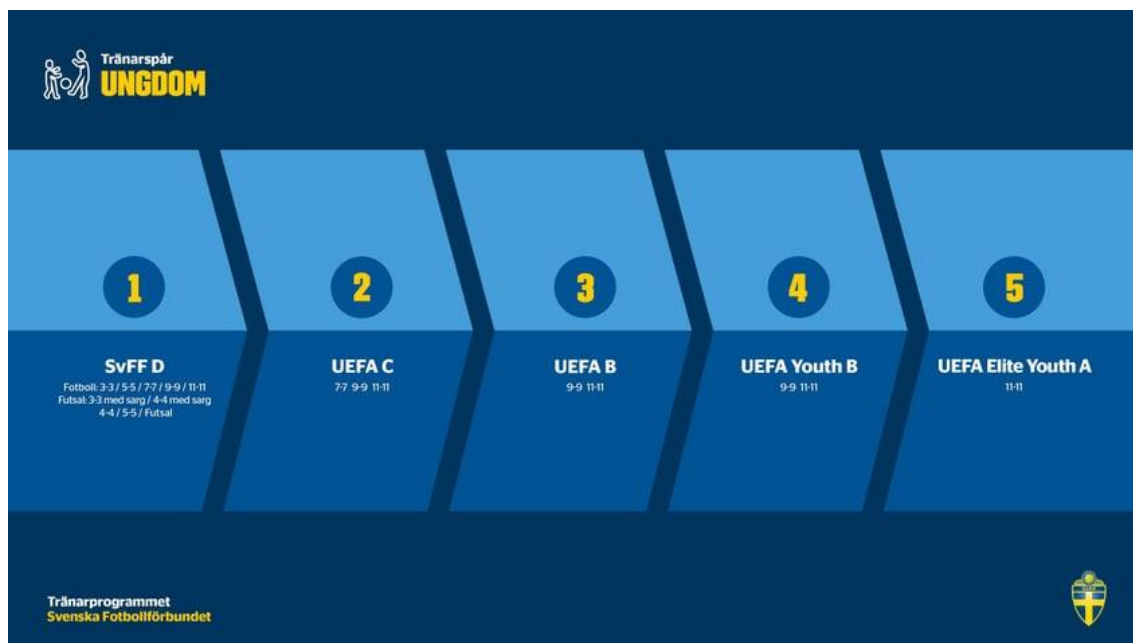 Tränarspår
UNGDOM
1
SvFF D
Fotboll: 3-3 / 5-5 / 7-7 / 9-9 / 11-11
Futsal: 3-3 med sarg / 4-4 med sarg
4-4 / 5-5 / Futsal
2
UEFA C
7-7 9-9 11-11
3
UEFA B
9-9 11-11
4
UEFA Youth B
9-9 11-11
5
UEFA Elite Youth A
11-11
Tränarprogrammet
Svenska Fotbollförbundet